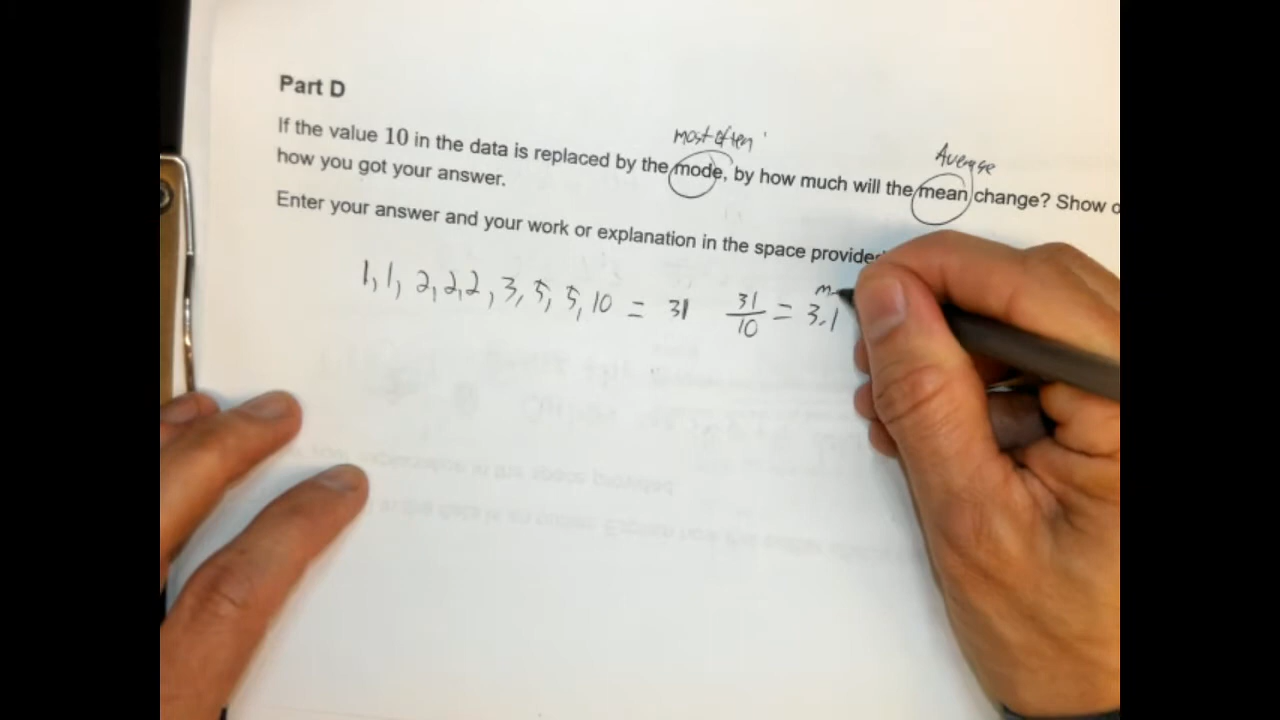 Part D
most often
Average
If the value 10 in the data is replaced by the mode, by how much will the mean change? Show
how you got your answer.
Enter your answer and your work or explanation in the space
1, 1, 2, 2, 2, 3, 5, 5, 10 = 31 31/10 = 3.1